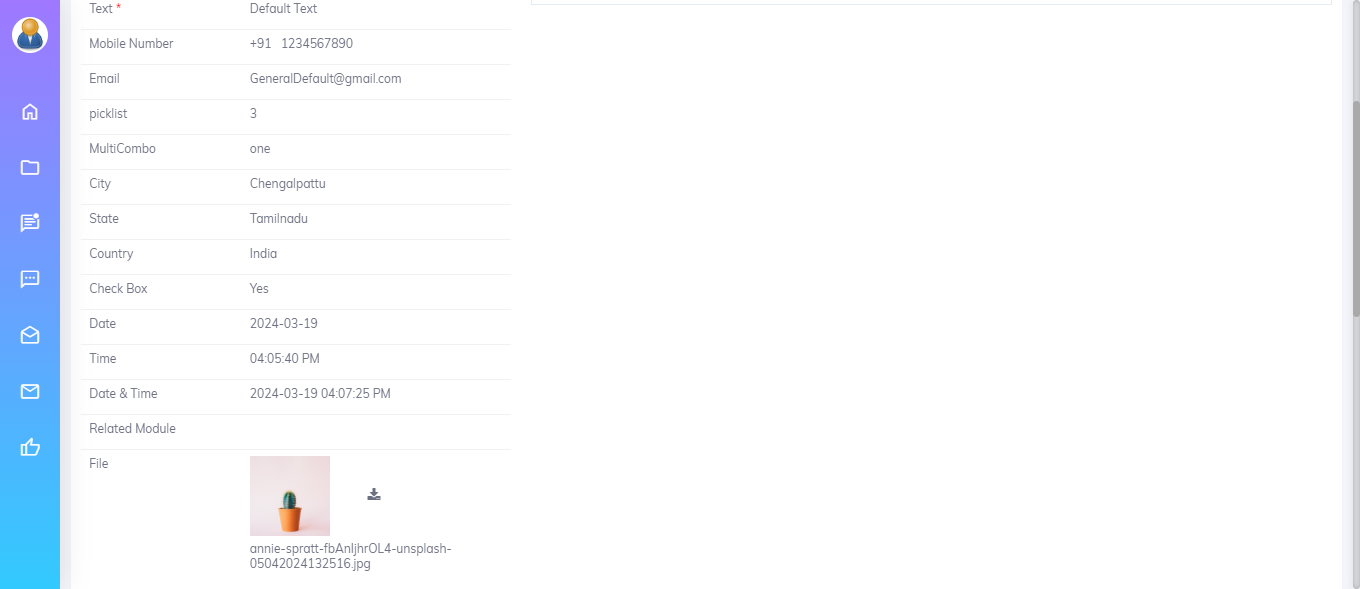 Text * Default Text
Mobile Number +91 1234567890
Email GeneralDefault@gmail.com
picklist 3
MultiCombo one
City Chengalpattu
State Tamilnadu
Country India
Check Box Yes
Date 2024-03-19
Time 04:05:40 PM
Date & Time 2024-03-19 04:07:25 PM
Related Module
File
annie-spratt-fbAnIjhrOL4-unsplash-
05042024132516.jpg